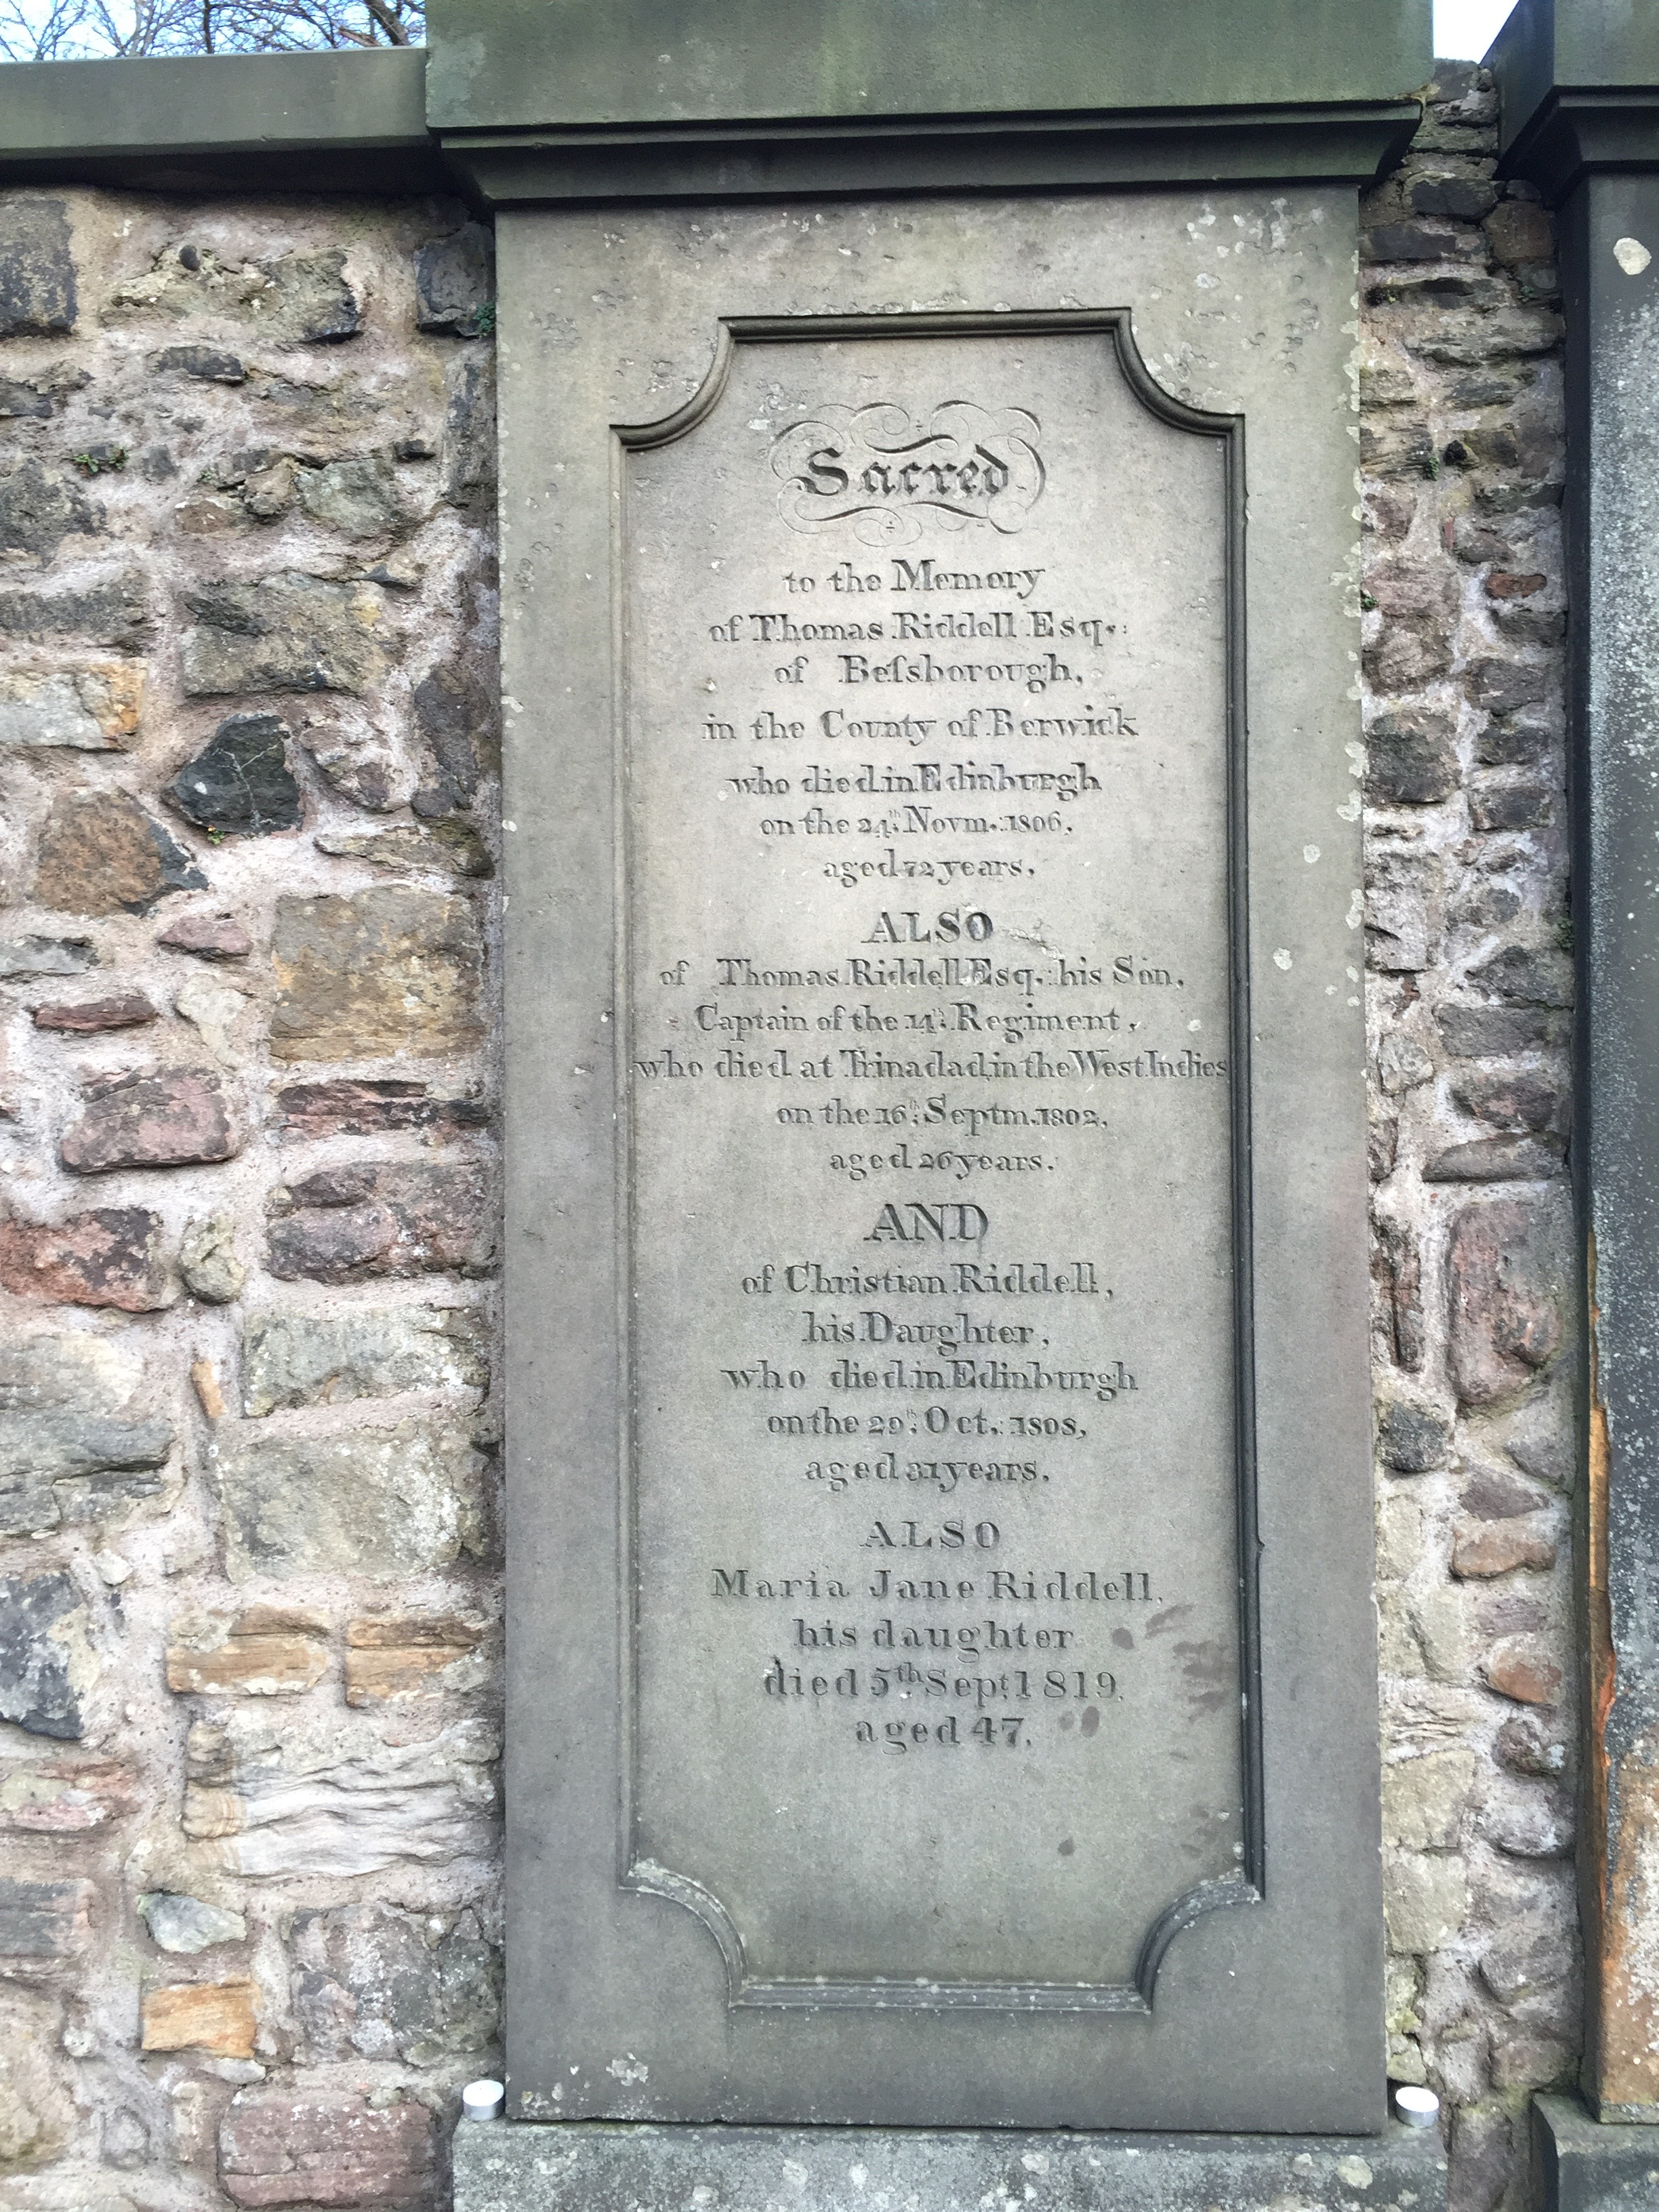 Sacred
to the Memory
of Thomas Riddell Esq.:
of Beſsborough,
in the County of Berwick
who died in Edinburgh
on the 24th. Novm.: 1806,
aged 72 years.
ALSO
of Thomas Riddell Esq.: his Son,
Captain of the 14th. Regiment,
who died at Trinadad in the West Indies
on the 16th. Septm. 1802,
aged 26 years.
AND
of Christian Riddell,
his Daughter,
who died in Edinburgh
on the 29th. Oct.: 1808,
aged 31 years.
ALSO
Maria Jane Riddell,
his daughter
died 5th Sept. 1819.
aged 47.